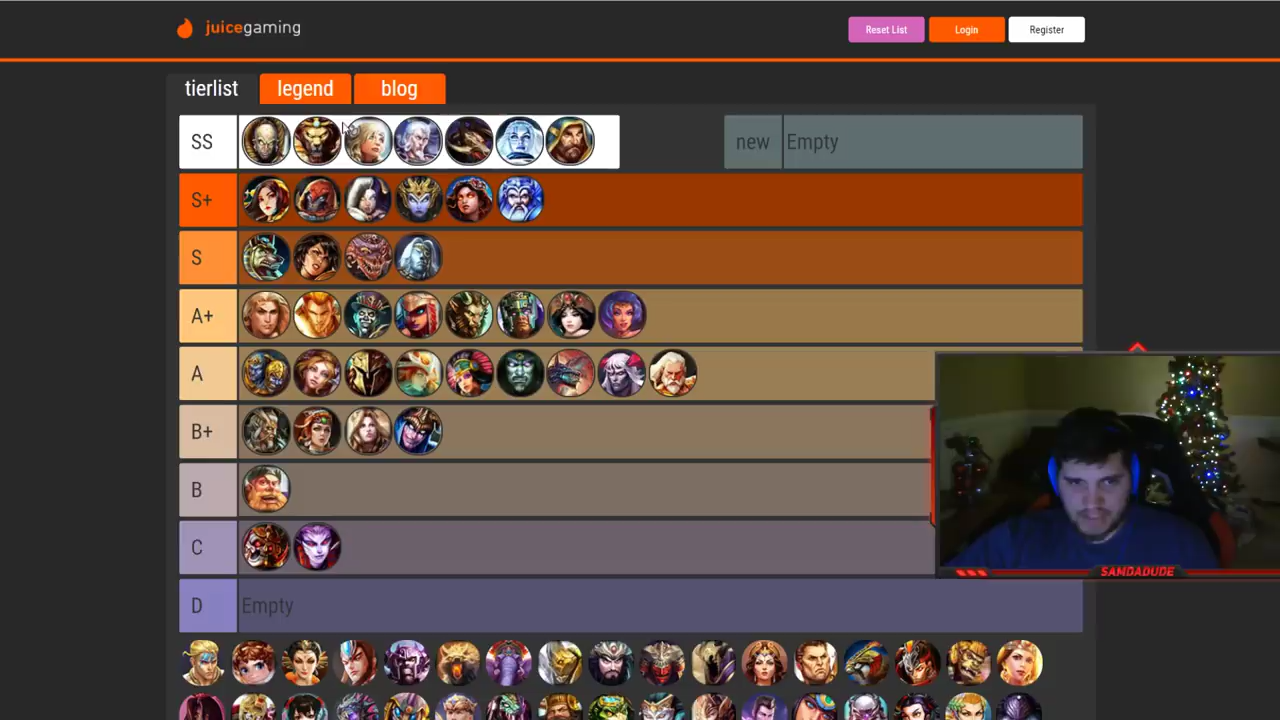 juicegaming
Reset List
Login
Register
tierlist
legend
blog
SS
new
Empty
S+
S
A+
A
B+
B
C
SAMDADUDE
D
Empty